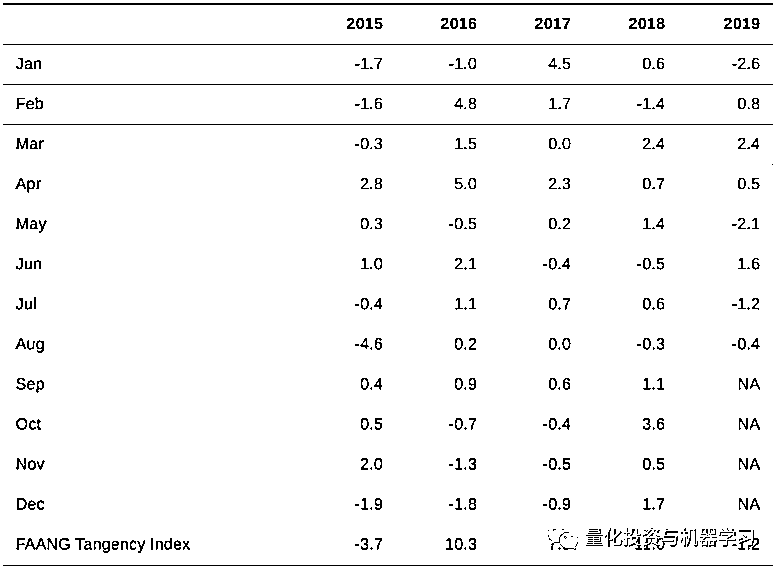 2015 2016 2017 2018 2019
Jan -1.7 -1.0 4.5 0.6 -2.6
Feb -1.6 4.8 1.7 -1.4 0.8
Mar -0.3 1.5 0.0 2.4 2.4
Apr 2.8 5.0 2.3 0.7 0.5
May 0.3 -0.5 0.2 1.4 -2.1
Jun 1.0 2.1 -0.4 -0.5 1.6
Jul -0.4 1.1 0.7 0.6 -1.2
Aug -4.6 0.2 0.0 -0.3 -0.4
Sep 0.4 0.9 0.6 1.1 NA
Oct 0.5 -0.7 -0.4 3.6 NA
Nov 2.0 -1.3 -0.5 0.5 NA
Dec -1.9 -1.8 -0.9 1.7 NA
FAANG Tangency Index -3.7 10.3
量化投资与机器学习